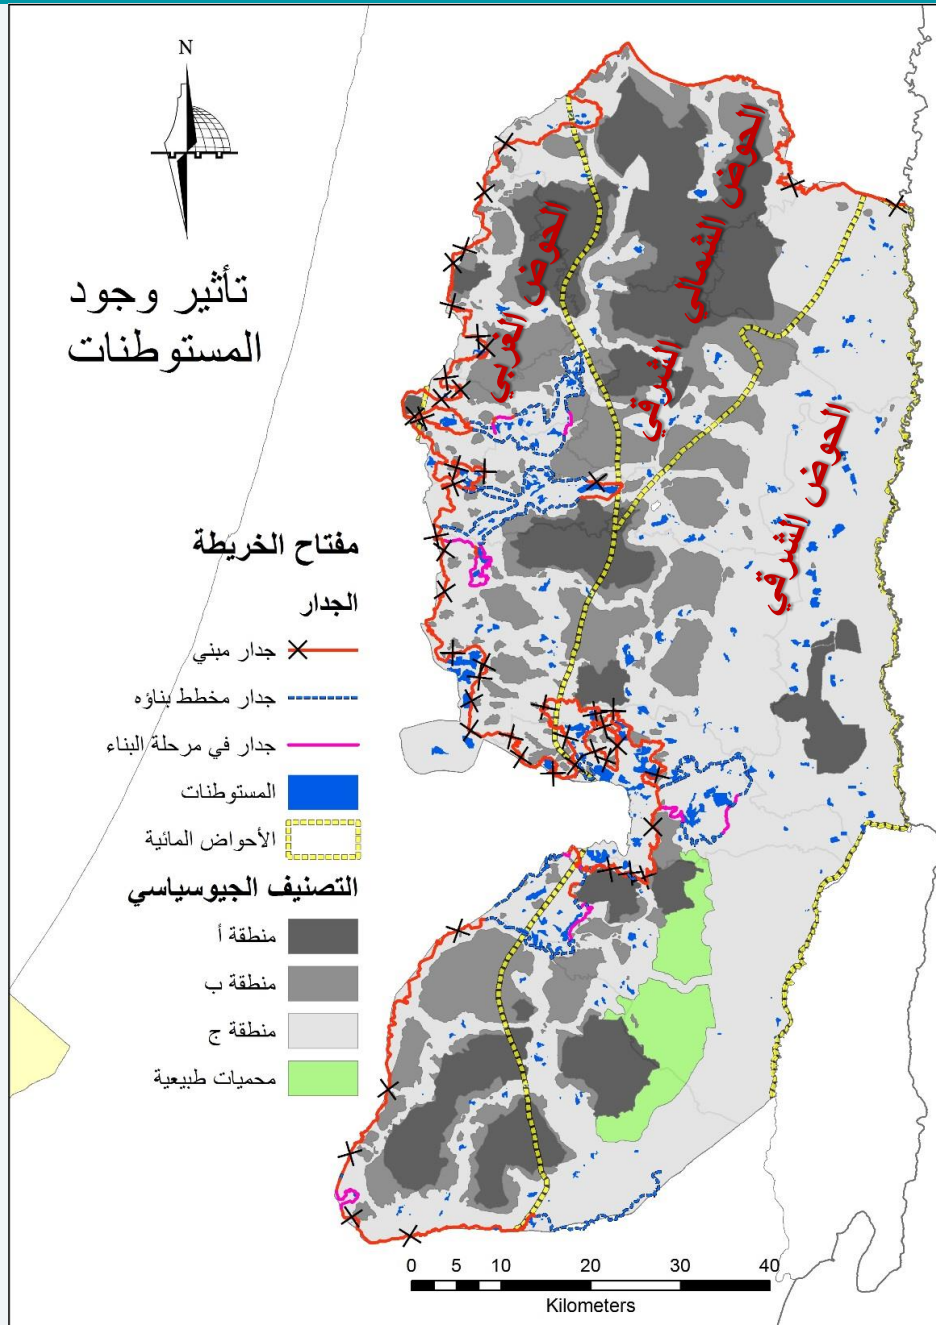 N
تأثير وجود
المستوطنات
الحوض الغربي
الحوض الشمالي الشرقي
الحوض الشرقي
مفتاح الخريطة
الجدار
جدار مبني
جدار مخطط بناؤه
جدار في مرحلة البناء
المستوطنات
الأحواض المائية
التصنيف الجيوسياسي
منطقة أ
منطقة ب
منطقة ج
محميات طبيعية
0 5 10 20 30 40
Kilometers